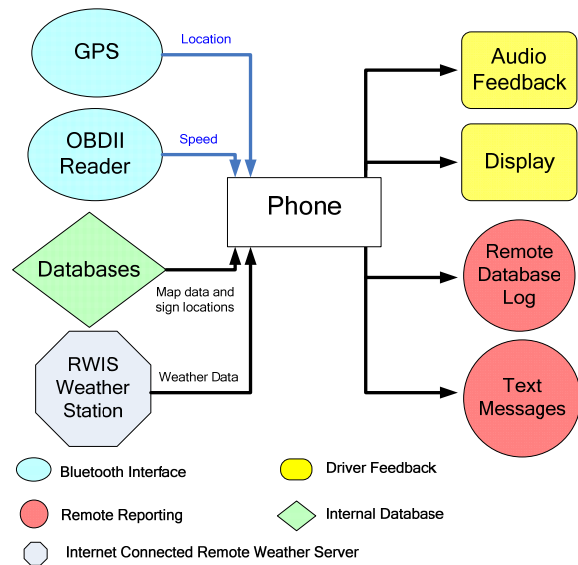 GPS
Location
Audio
Feedback
OBDII
Reader
Speed
Display
Phone
Databases
Map data and
sign locations
Remote
Database
Log
RWIS
Weather
Station
Weather Data
Text
Messages
Bluetooth Interface
Driver Feedback
Remote Reporting
Internal Database
Internet Connected Remote Weather Server